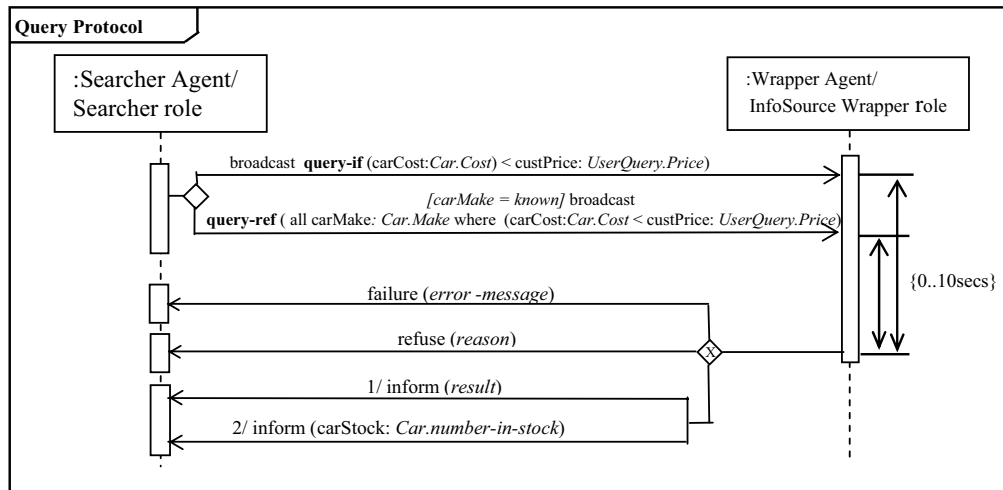 Query Protocol
:Searcher Agent/
Searcher role
:Wrapper Agent/
InfoSource Wrapper role
broadcast query-if (carCost:Car.Cost) < custPrice: UserQuery.Price)
[carMake = known] broadcast
query-ref ( all carMake: Car.Make where (carCost:Car.Cost < custPrice: UserQuery.Price)
{0..10secs}
failure (error -message)
X
refuse (reason)
1/ inform (result)
2/ inform (carStock: Car.number-in-stock)